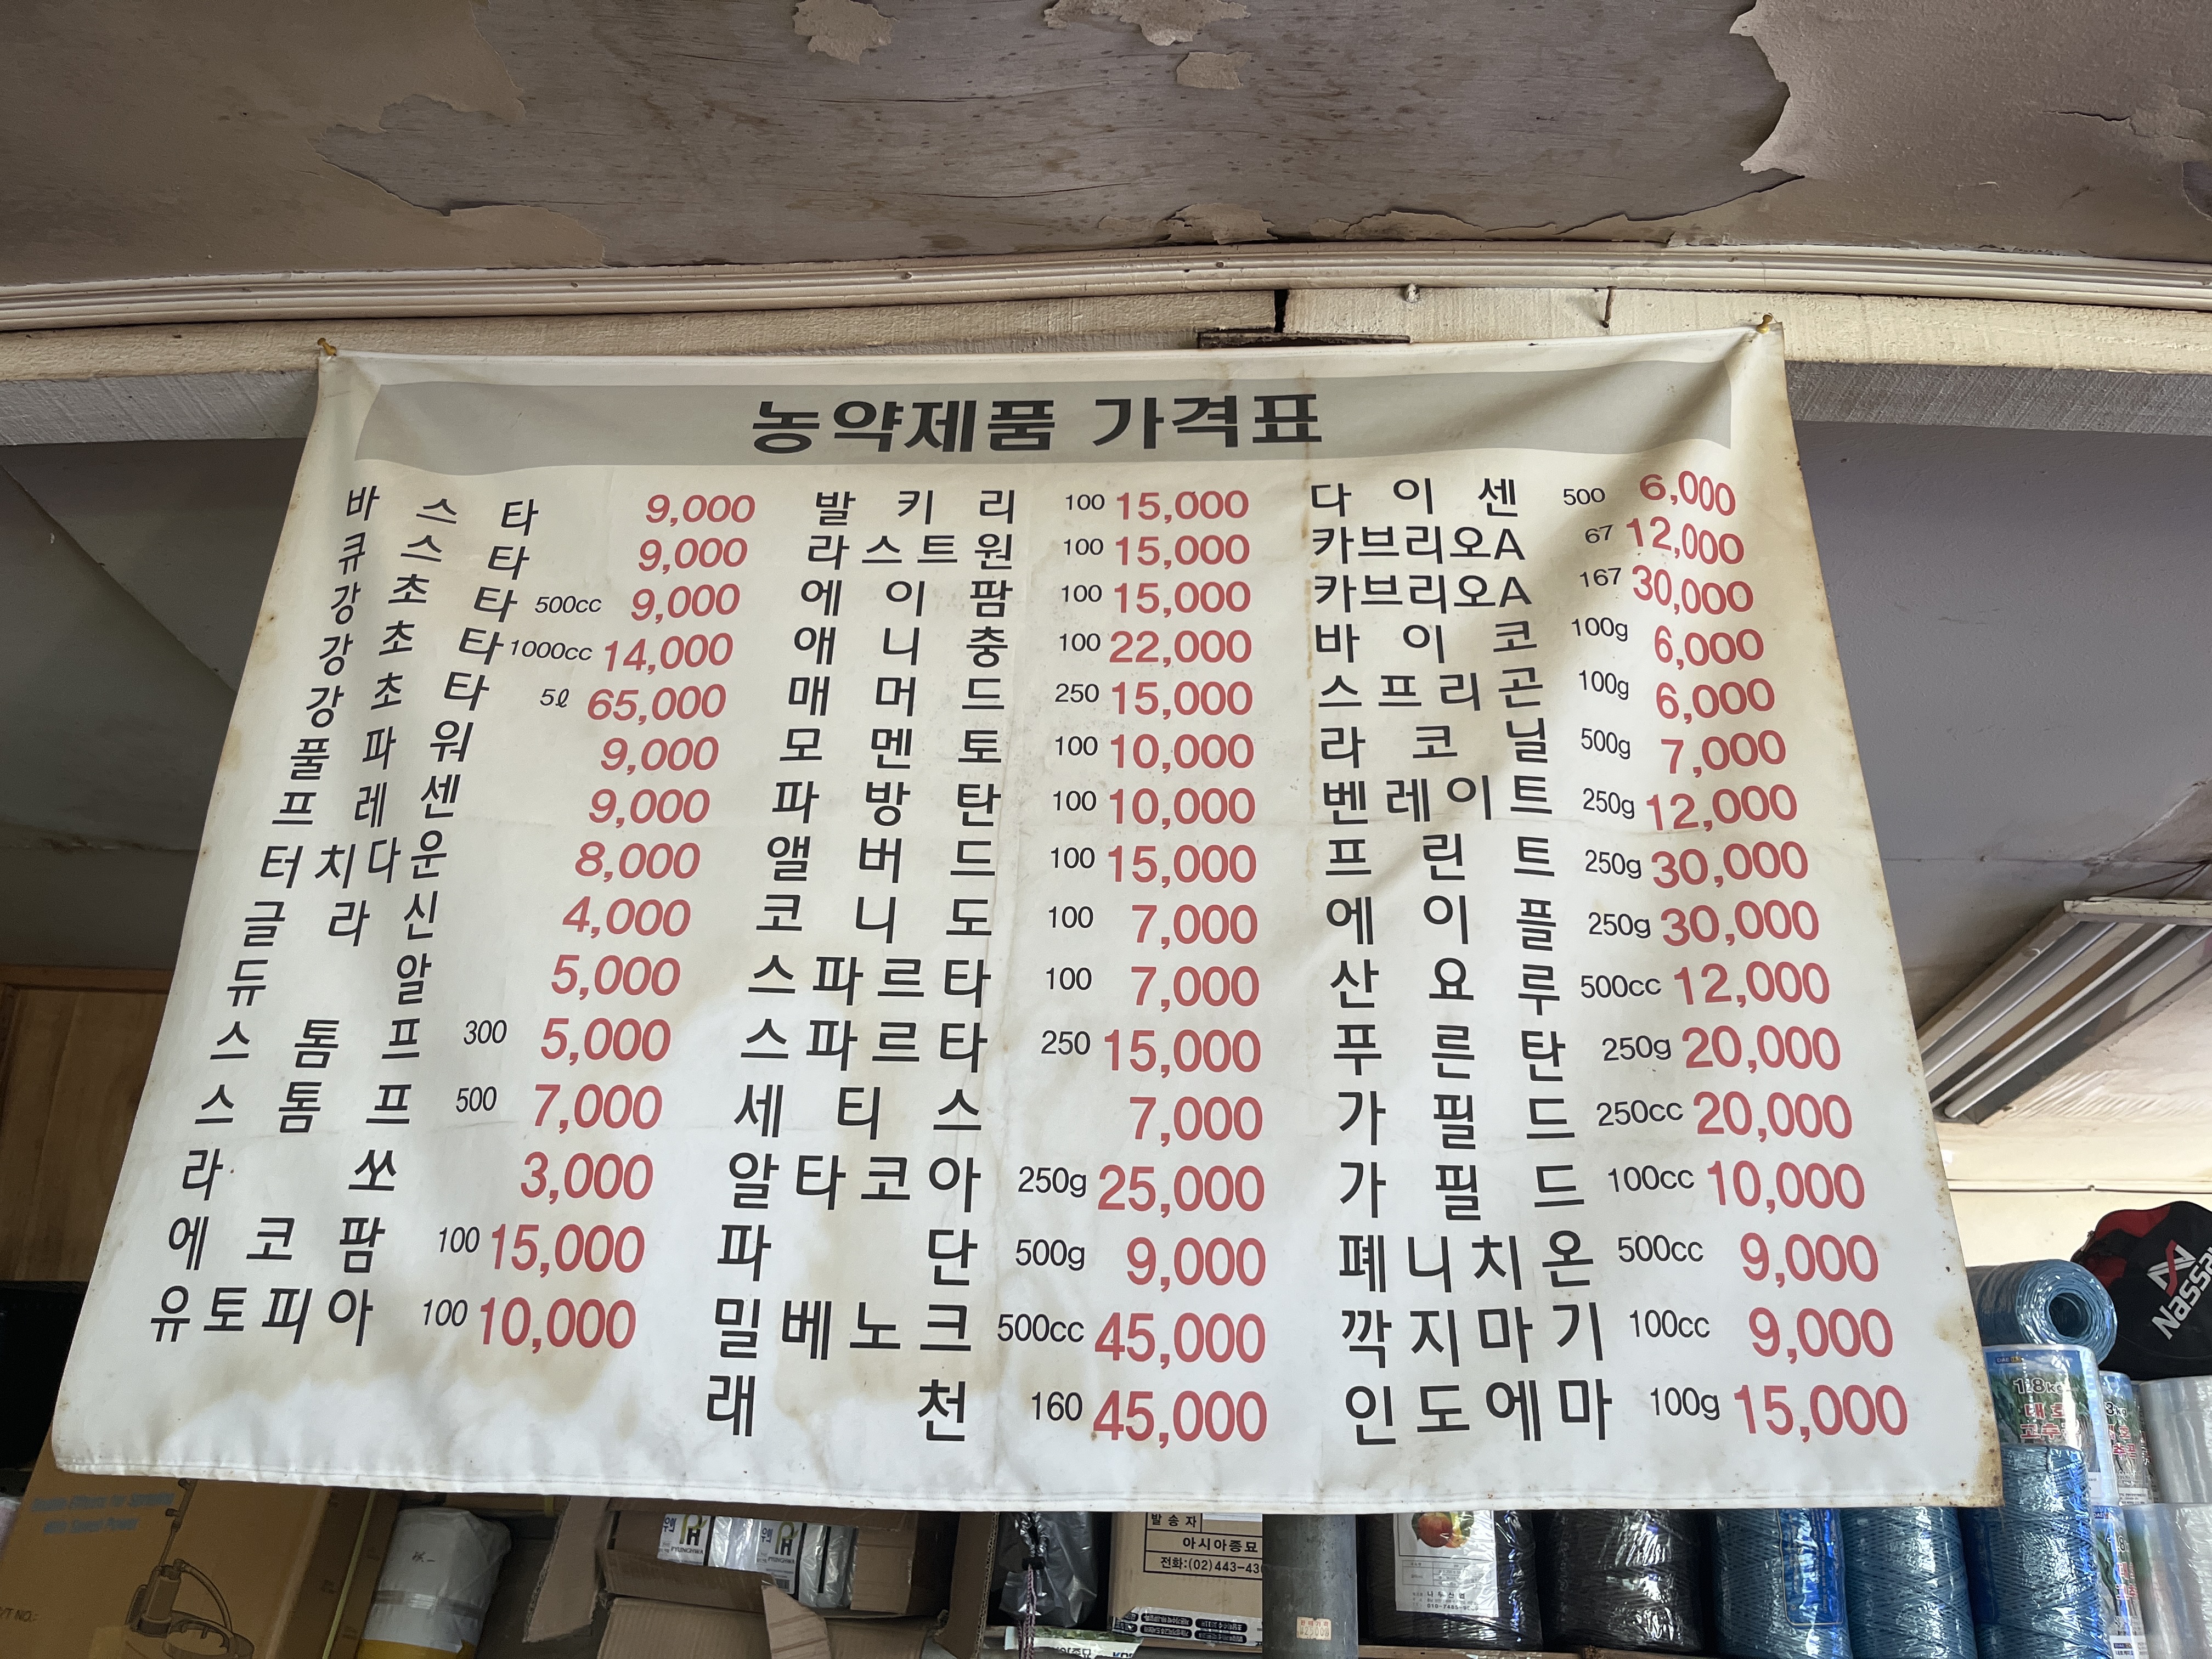 농약제품 가격표
바스타 9,000
큐스타 9,000
강초타 500cc 9,000
강초타 1000cc 14,000
강초타 5ℓ 65,000
풀파워 9,000
프레센 9,000
터치다운 8,000
글라신 4,000
듀알 5,000
스톰프 300 5,000
스톰프 500 7,000
라쏘 3,000
에코팜 100 15,000
유토피아 100 10,000
발키리 100 15,000
라스트원 100 15,000
에이팜 100 15,000
애니충 100 22,000
매머드 250 15,000
모멘토 100 10,000
파방탄 100 10,000
앨버드 100 15,000
코니도 100 7,000
스파르타 100 7,000
스파르타 250 15,000
세티스 7,000
알타코아 250g 25,000
파단 500g 9,000
밀베노크 500cc 45,000
래천 160 45,000
다이센 500 6,000
카브리오A 67 12,000
카브리오A 167 30,000
바이코 100g 6,000
스프리곤 100g 6,000
라코닐 500g 7,000
벤레이트 250g 12,000
프린트 250g 30,000
에이플 250g 30,000
산요루 500cc 12,000
푸른탄 250g 20,000
가필드 250cc 20,000
가필드 100cc 10,000
페니치온 500cc 9,000
깍지마기 100cc 9,000
인도에마 100g 15,000
Nassa
1.8kg
발송자
아시아종묘
전화:(02)443-43
PYUNGHWA